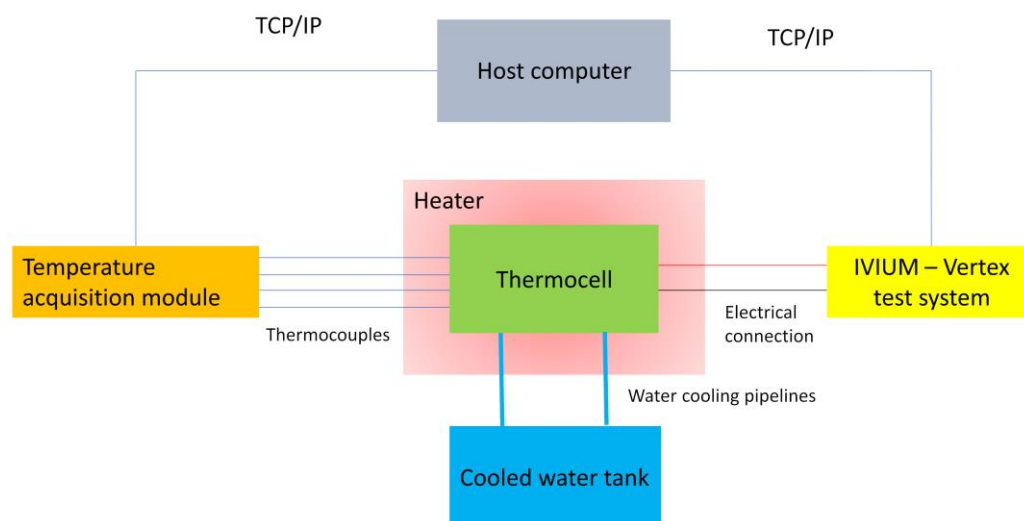 TCP/IP
TCP/IP
Host computer
Heater
Temperature
acquisition module
Thermocell
IVIUM – Vertex
test system
Thermocouples
Electrical
connection
Water cooling pipelines
Cooled water tank